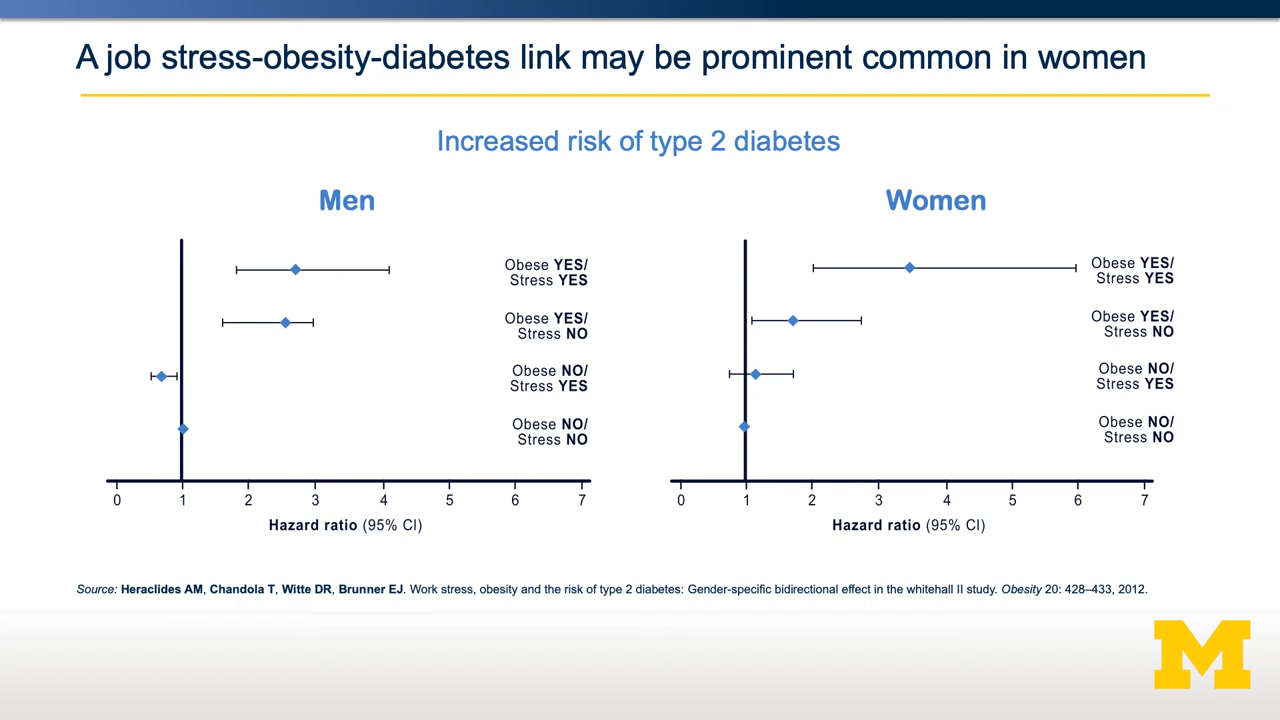 A job stress-obesity-diabetes link may be prominent common in women
Increased risk of type 2 diabetes
Men
Obese YES/
Stress YES
Obese YES/
Stress NO
Obese NO/
Stress YES
Obese NO/
Stress NO
0 1 2 3 4 5 6 7
Hazard ratio (95% CI)
Women
Obese YES/
Stress YES
Obese YES/
Stress NO
Obese NO/
Stress YES
Obese NO/
Stress NO
0 1 2 3 4 5 6 7
Hazard ratio (95% CI)
Source: Heraclides AM, Chandola T, Witte DR, Brunner EJ. Work stress, obesity and the risk of type 2 diabetes: Gender-specific bidirectional effect in the whitehall II study. Obesity 20: 428–433, 2012.
M